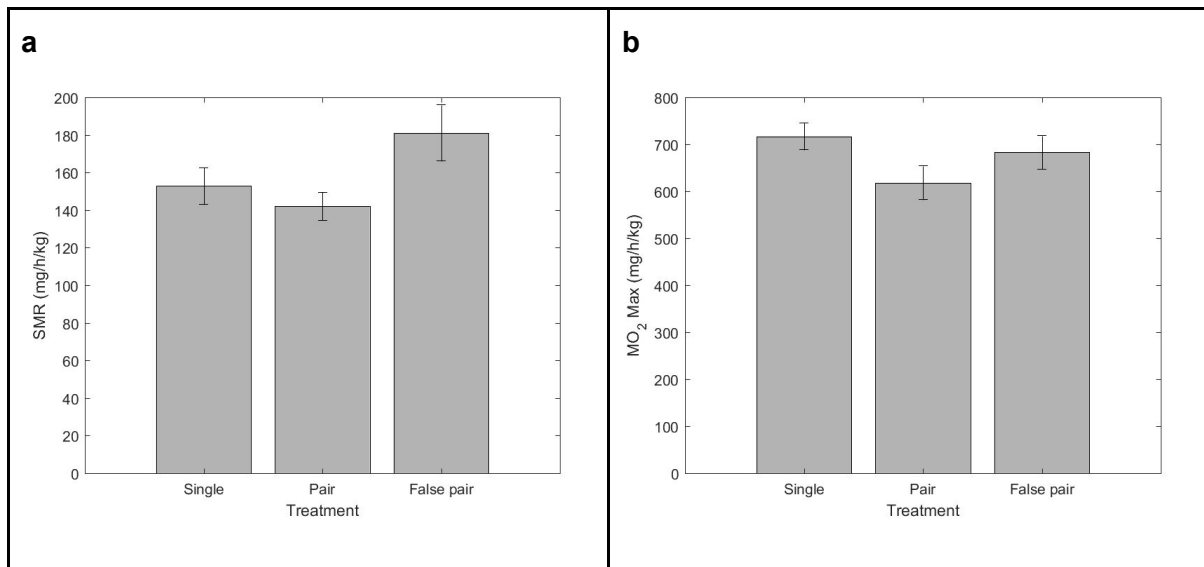 a
200
180
160
140
120
100
80
60
40
20
0
SMR (mg/h/kg)
Single Pair False pair
Treatment
b
800
700
600
500
400
300
200
100
0
MO₂ Max (mg/h/kg)
Single Pair False pair
Treatment